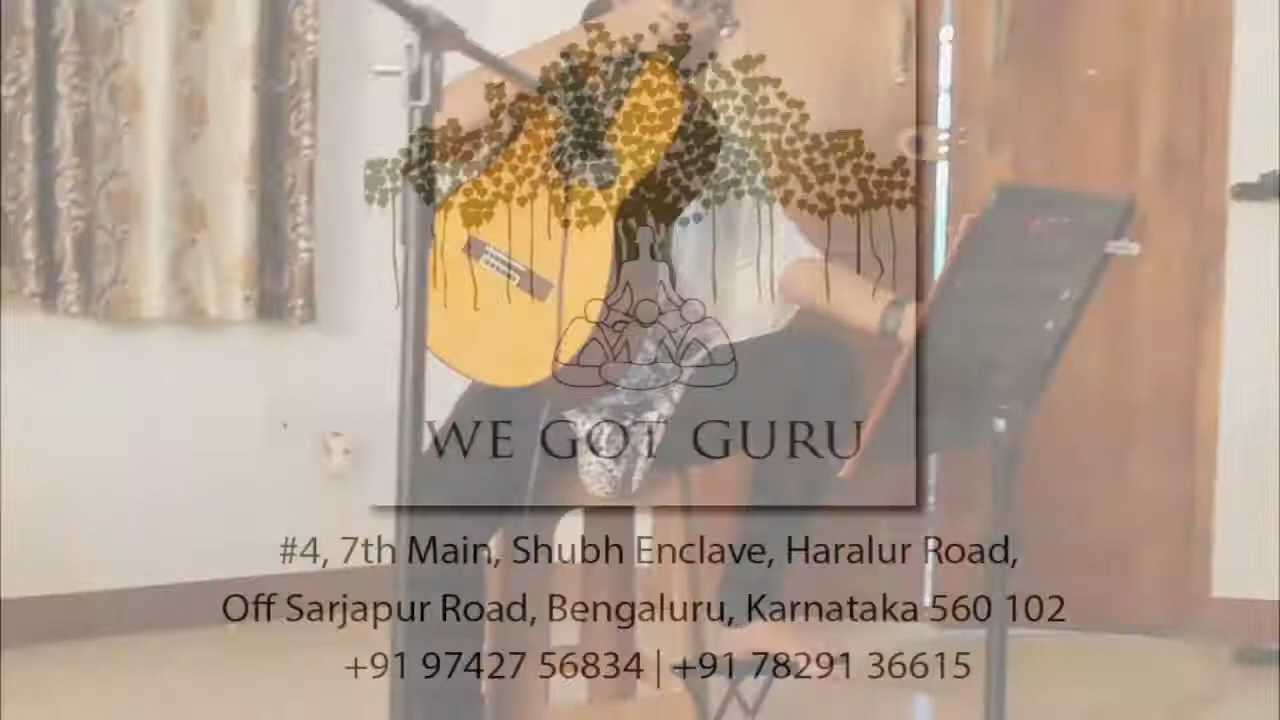 WE GOT GURU
#4, 7th Main, Shubh Enclave, Haralur Road,
Off Sarjapur Road, Bengaluru, Karnataka 560 102
+91 97427 56834 | +91 78291 36615